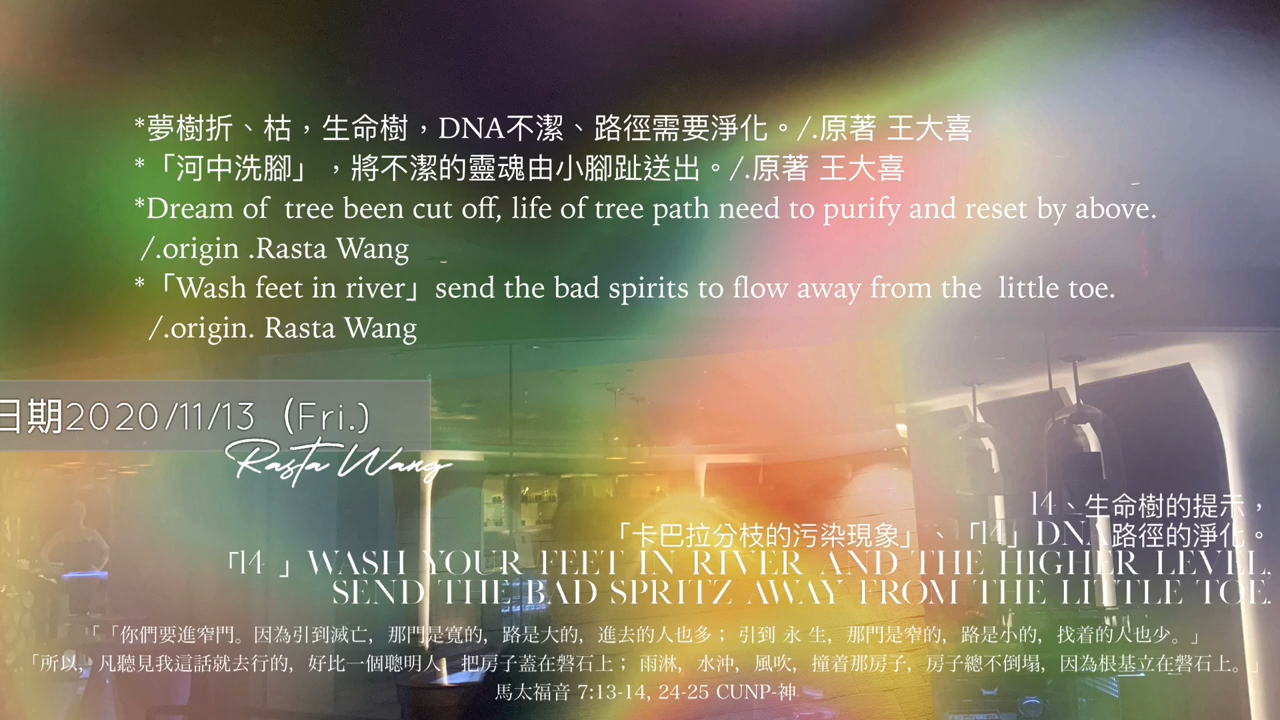 *夢樹折、枯，生命樹，DNA不潔、路徑需要淨化。/.原著 王大喜
*「河中洗腳」，將不潔的靈魂由小腳趾送出。/.原著 王大喜
*Dream of  tree been cut off, life of tree path need to purify and reset by above.
/.origin .Rasta Wang
*「Wash feet in river」send the bad spirits to flow away from the  little toe.
/.origin. Rasta Wang
日期2020/11/13（Fri.）
Rasta Wang
14、生命樹的提示，
「卡巴拉分枝的污染現象」、「14」DNA路徑的淨化。
「14 」WASH YOUR FEET IN RIVER AND THE HIGHER LEVEL.
SEND THE BAD SPRITZ AWAY FROM THE LITTLE TOE.
「「你們要進窄門。因為引到滅亡，那門是寬的，路是大的，進去的人也多；引到 永 生，那門是窄的，路是小的，找着的人也少。」
「所以，凡聽見我這話就去行的，好比一個聰明人，把房子蓋在磐石上；雨淋，水沖，風吹，撞着那房子，房子總不倒塌，因為根基立在磐石上。」
馬太福音 7:13-14, 24-25 CUNP-神